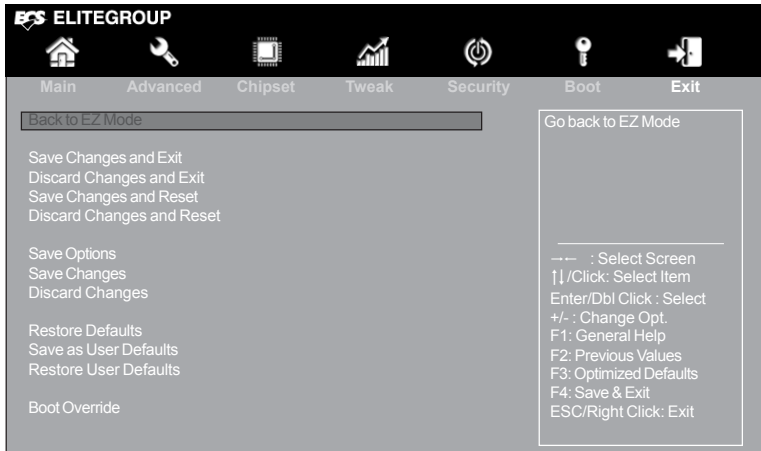 ECS ELITEGROUP
Main Advanced Chipset Tweak Security Boot Exit
Back to EZ Mode
Save Changes and Exit
Discard Changes and Exit
Save Changes and Reset
Discard Changes and Reset
Save Options
Save Changes
Discard Changes
Restore Defaults
Save as User Defaults
Restore User Defaults
Boot Override
Go back to EZ Mode
→← : Select Screen
↑↓/Click: Select Item
Enter/Dbl Click : Select
+/- : Change Opt.
F1: General Help
F2: Previous Values
F3: Optimized Defaults
F4: Save & Exit
ESC/Right Click: Exit